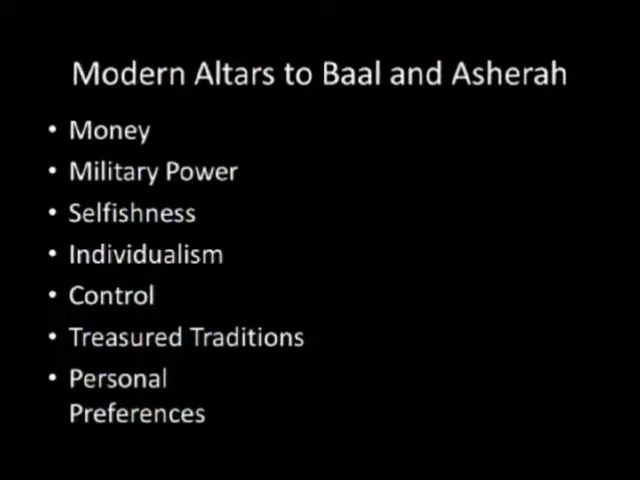 Modern Altars to Baal and Asherah
• Money
• Military Power
• Selfishness
• Individualism
• Control
• Treasured Traditions
• Personal
Preferences